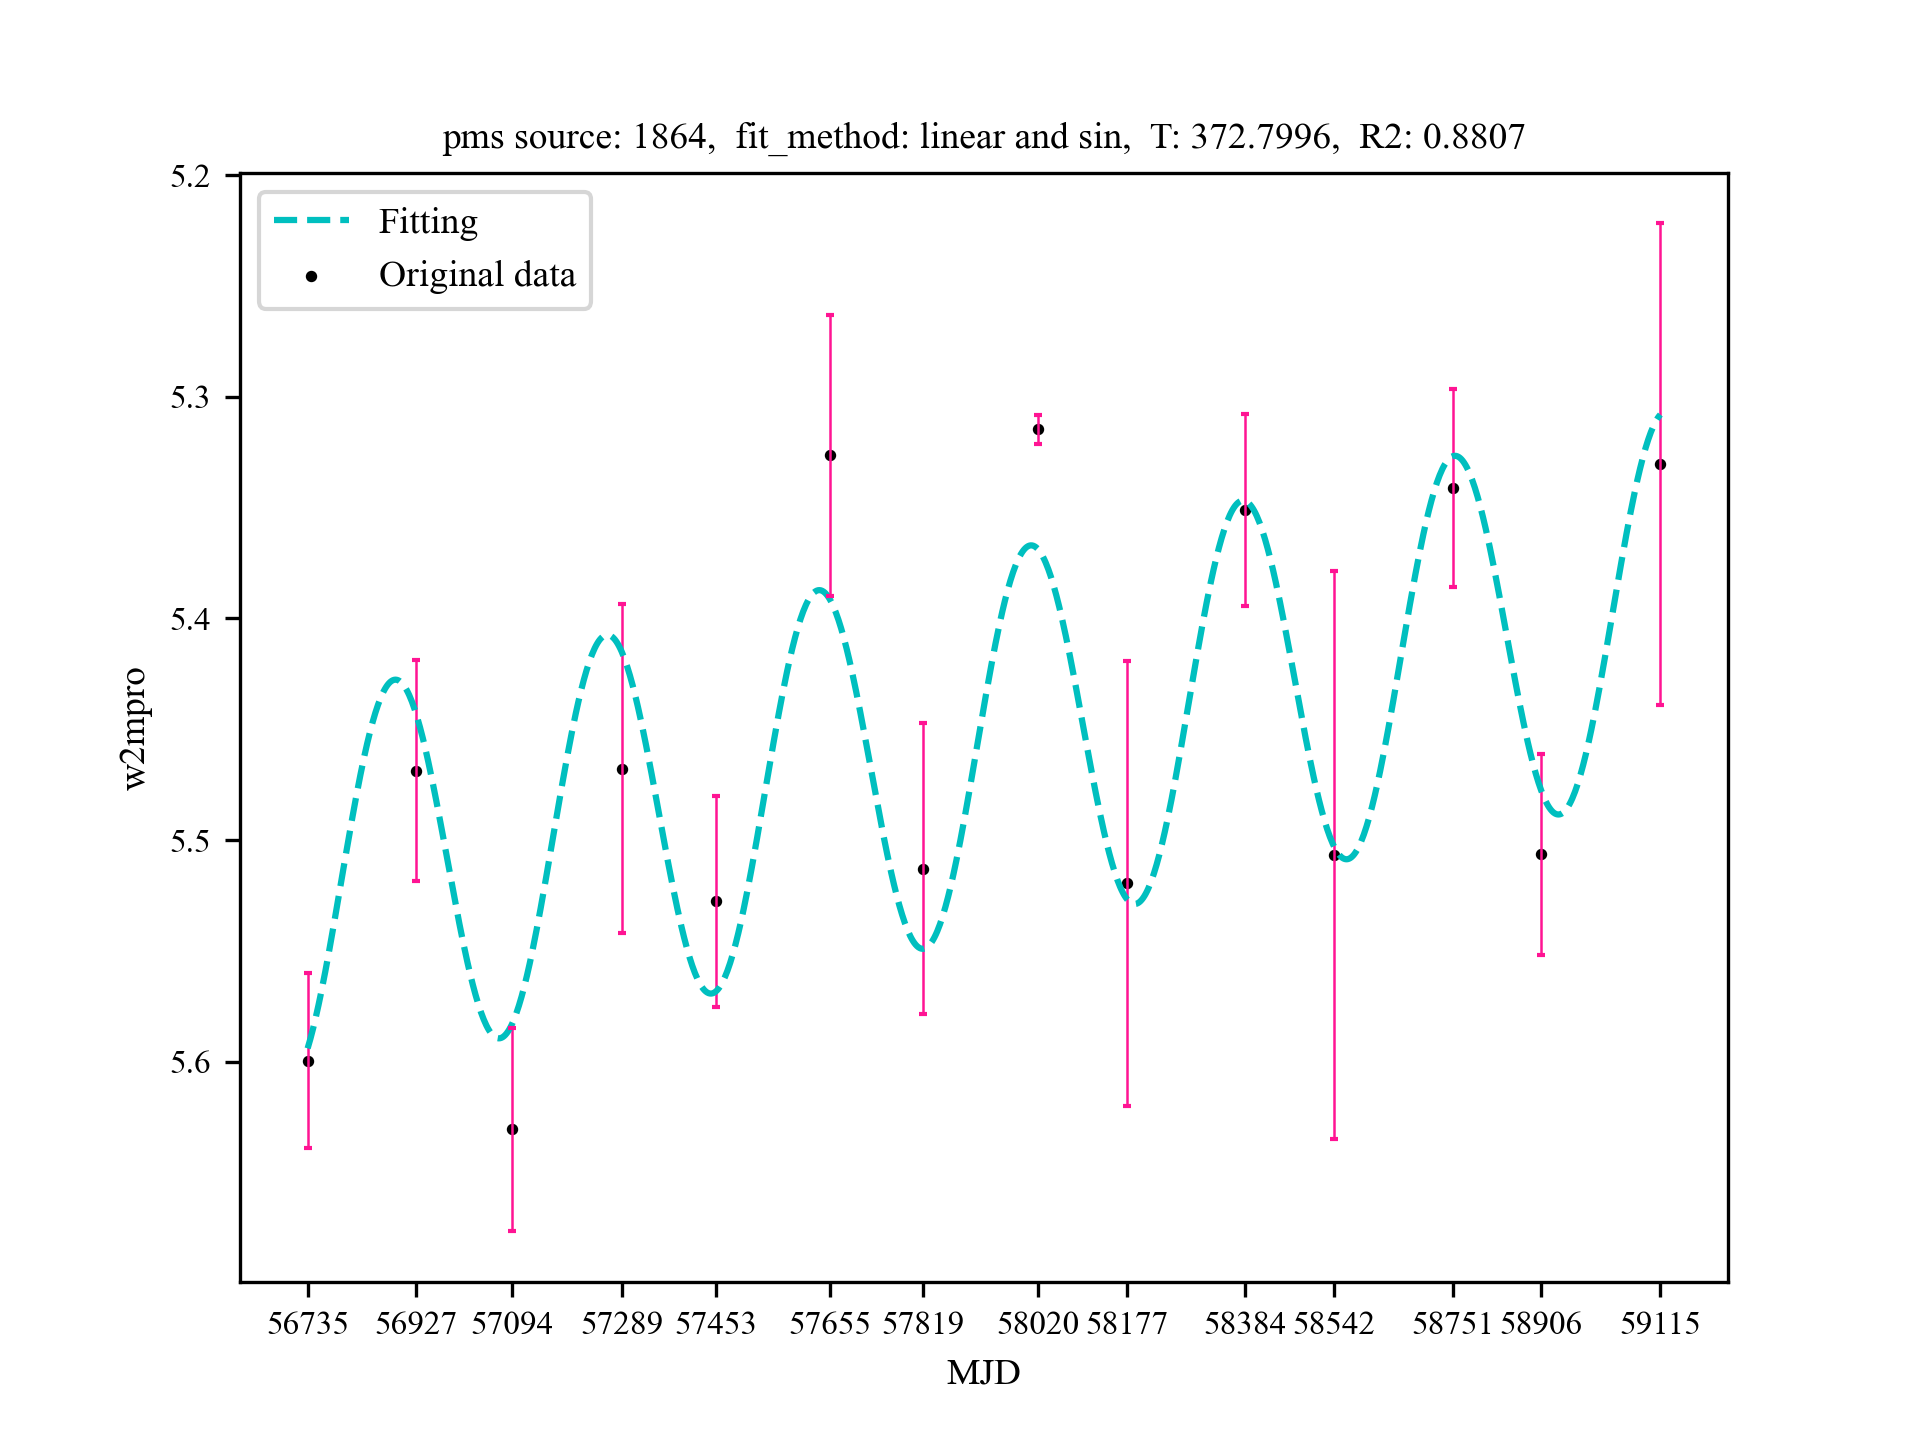 pms source: 1864, fit_method: linear and sin, T: 372.7996, R2: 0.8807
Fitting
Original data
5.2
5.3
5.4
5.5
5.6
w2mpro
56735 56927 57094 57289 57453 57655 57819 58020 58177 58384 58542 58751 58906 59115
MJD